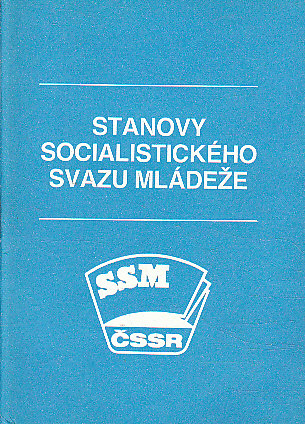 STANOVY
SOCIALISTICKÉHO
SVAZU MLÁDEŽE
SSM
ČSSR